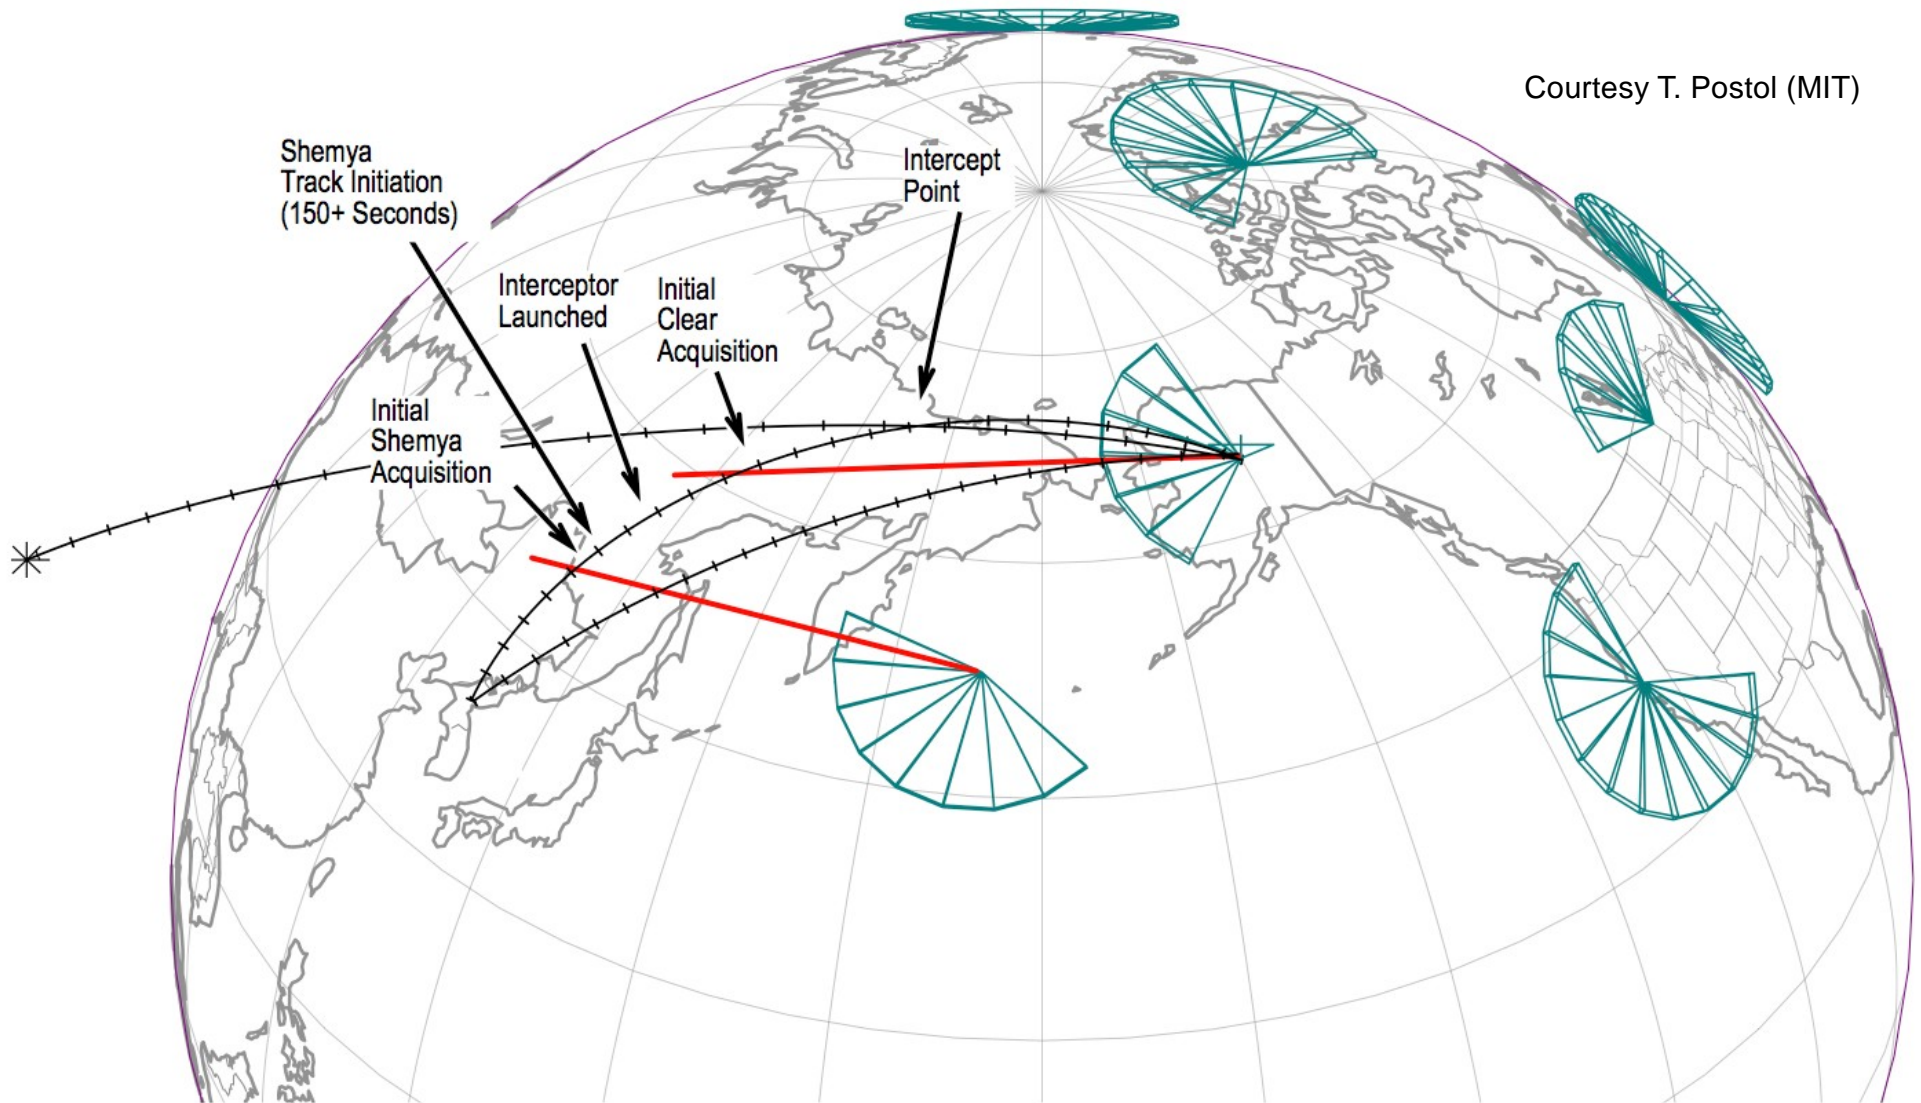 Courtesy T. Postol (MIT)
Shemya
Track Initiation
(150+ Seconds)
Intercept
Point
Interceptor
Launched
Initial
Clear
Acquisition
Initial
Shemya
Acquisition